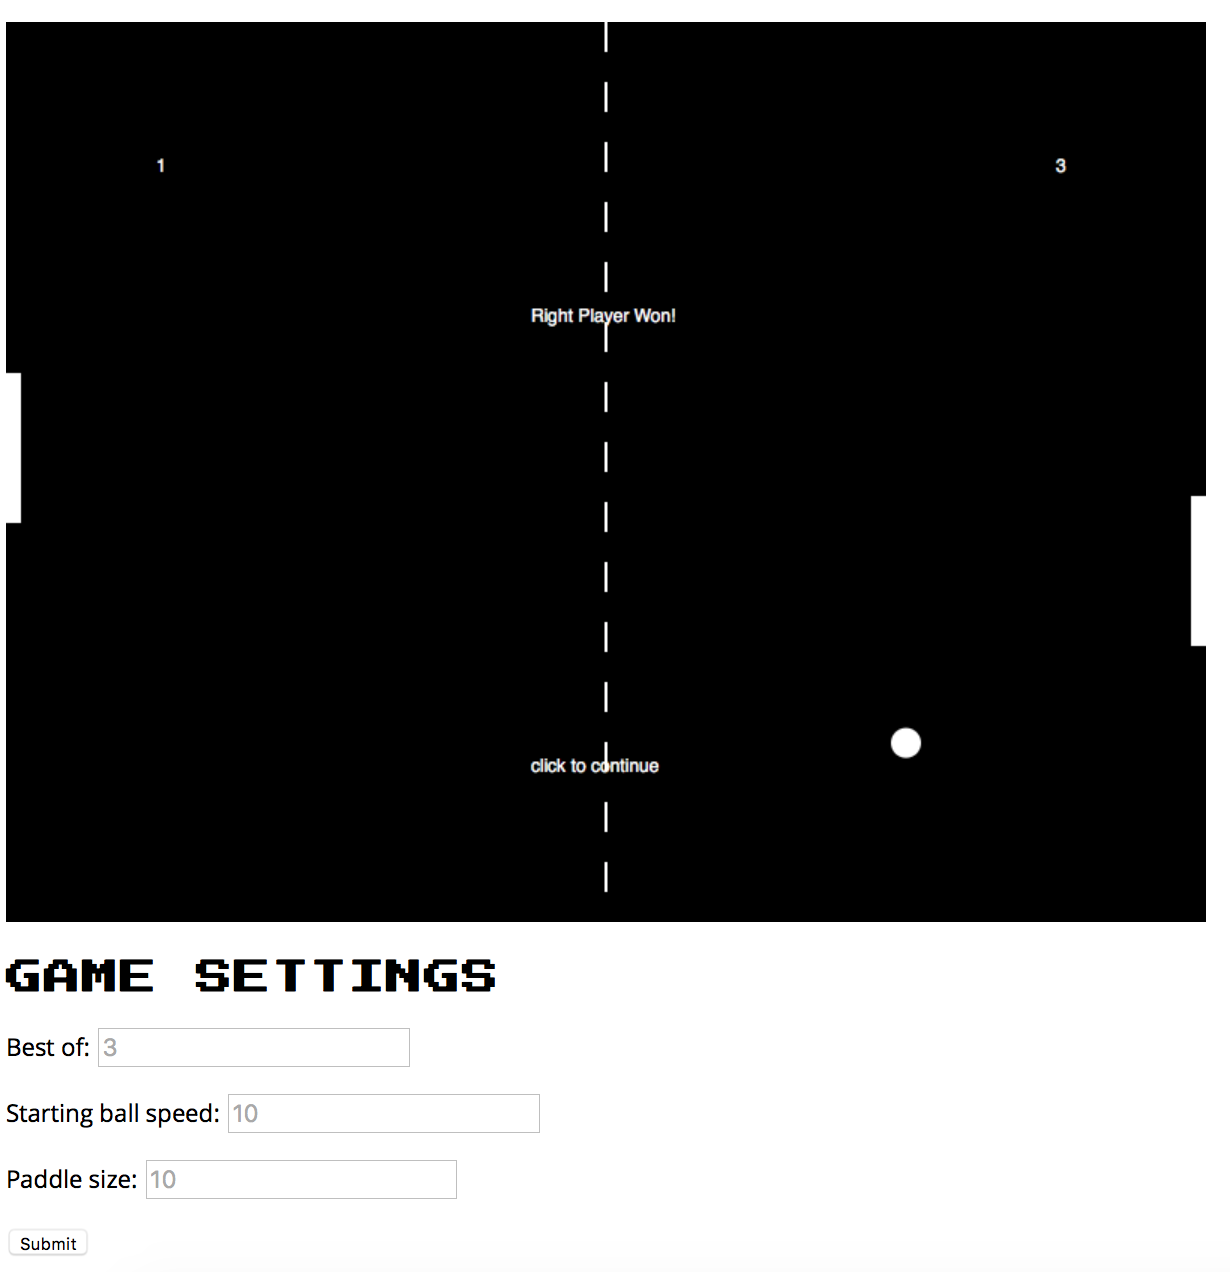 1 3
Right Player Won!
click to continue
GAME SETTINGS
Best of: 3
Starting ball speed: 10
Paddle size: 10
Submit